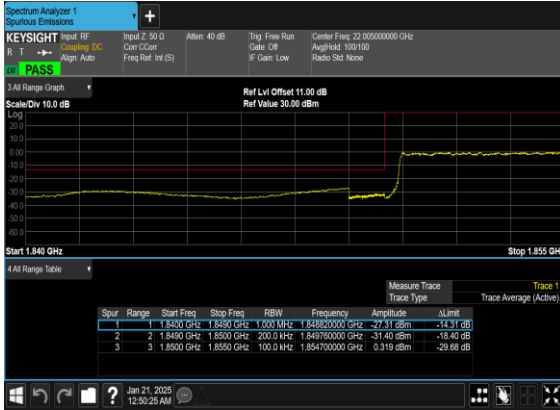 Spectrum Analyzer 1
Spurious Emissions
+
KEYSIGHT Input: RF Input Z: 50 Ω Atten: 40 dB Trig: Free Run Center Freq: 22.005000000 GHz
R T Coupling: DC Corr CCorr Gate: Off Avg|Hold: 100/100
Align: Auto Freq Ref: Int (S) IF Gain: Low Radio Std: None
PASS
3 All Range Graph Ref Lvl Offset 11.00 dB
Scale/Div 10.0 dB Ref Value 30.00 dBm
Log
20.0
10.0
0.00
-10.0
-20.0
-30.0
-40.0
-50.0
-60.0
Start 1.840 GHz Stop 1.855 GH
4 All Range Table
Measure Trace Trace 1
Trace Type Trace Average (Active)
Spur Range Start Freq Stop Freq RBW Frequency Amplitude ΔLimit
1 1 1.8400 GHz 1.8490 GHz 1.000 MHz 1.848820000 GHz -27.31 dBm -14.31 dB
2 2 1.8490 GHz 1.8500 GHz 200.0 kHz 1.849760000 GHz -31.40 dBm -18.40 dB
3 3 1.8500 GHz 1.8550 GHz 100.0 kHz 1.854700000 GHz 0.319 dBm -29.68 dB
? Jan 21, 2025
12:50:25 AM